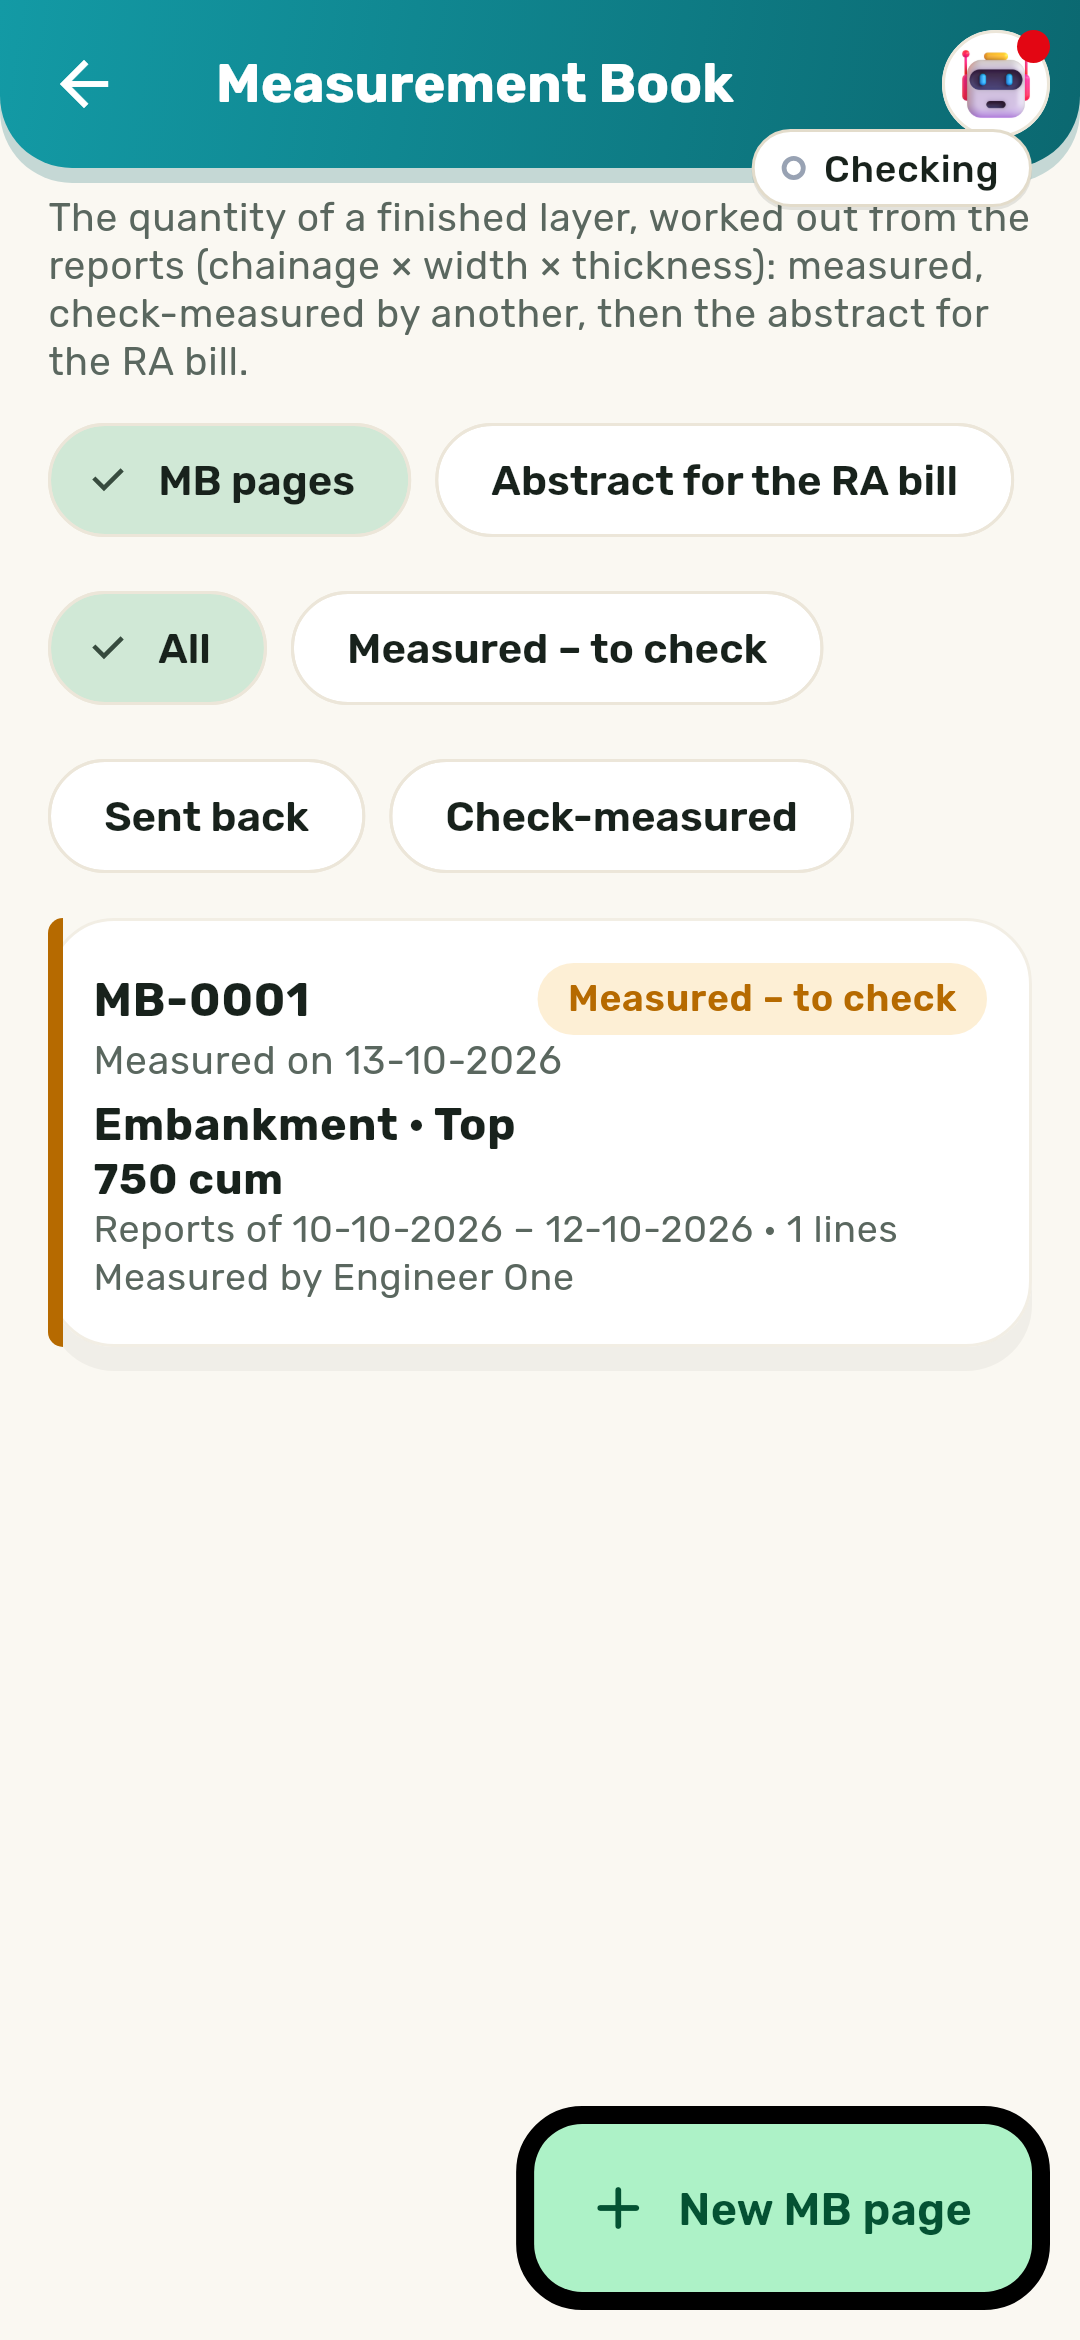 Measurement Book
Checking
The quantity of a finished layer, worked out from the
reports (chainage × width × thickness): measured,
check-measured by another, then the abstract for
the RA bill.
MB pages
Abstract for the RA bill
All
Measured – to check
Sent back
Check-measured
MB-0001
Measured – to check
Measured on 13-10-2026
Embankment • Top
750 cum
Reports of 10-10-2026 – 12-10-2026 • 1 lines
Measured by Engineer One
New MB page